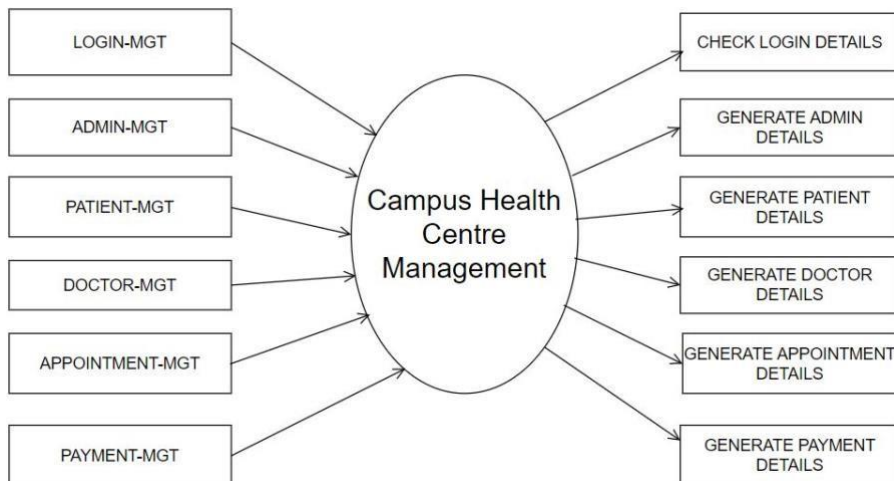 LOGIN-MGT
ADMIN-MGT
PATIENT-MGT
DOCTOR-MGT
APPOINTMENT-MGT
PAYMENT-MGT
Campus Health
Centre
Management
CHECK LOGIN DETAILS
GENERATE ADMIN
DETAILS
GENERATE PATIENT
DETAILS
GENERATE DOCTOR
DETAILS
GENERATE APPOINTMENT
DETAILS
GENERATE PAYMENT
DETAILS